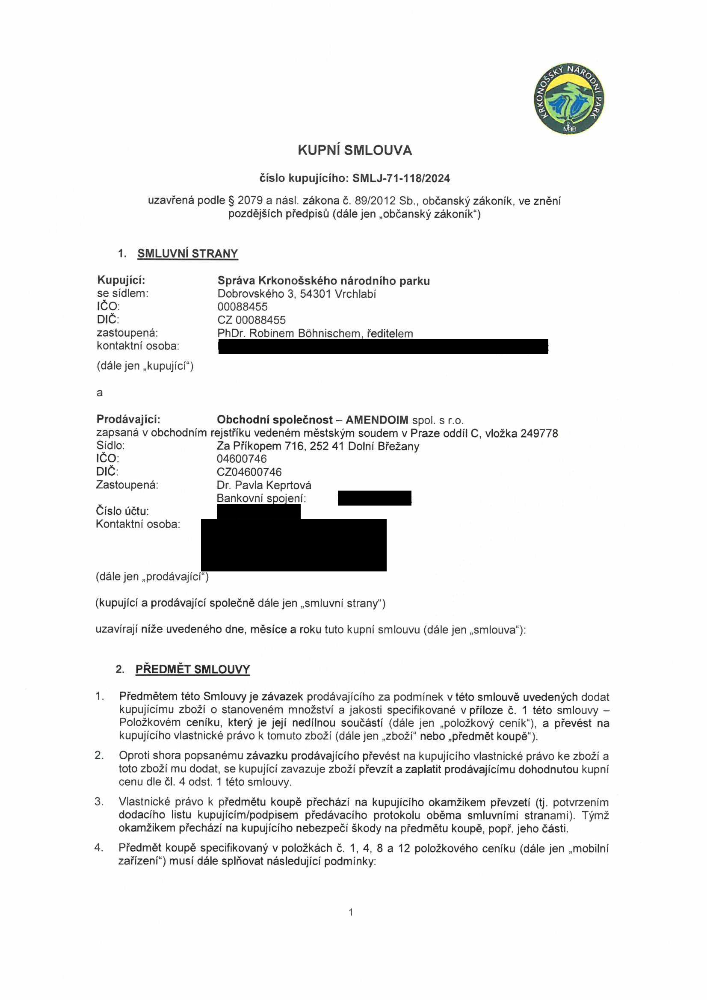 KRKONOŠSKÝ NÁRODNÍ PARK
MaB
KUPNÍ SMLOUVA
číslo kupujícího: SMLJ-71-118/2024
uzavřená podle § 2079 a násl. zákona č. 89/2012 Sb., občanský zákoník, ve znění
pozdějších předpisů (dále jen „občanský zákoník“)
1. SMLUVNÍ STRANY
Kupující: Správa Krkonošského národního parku
se sídlem: Dobrovského 3, 54301 Vrchlabí
IČO: 00088455
DIČ: CZ 00088455
zastoupená: PhDr. Robinem Böhnischem, ředitelem
kontaktní osoba:
(dále jen „kupující“)
a
Prodávající: Obchodní společnost – AMENDOIM spol. s r.o.
zapsaná v obchodním rejstříku vedeném městským soudem v Praze oddíl C, vložka 249778
Sídlo: Za Příkopem 716, 252 41 Dolní Břežany
IČO: 04600746
DIČ: CZ04600746
Zastoupená: Dr. Pavla Keprtová
Bankovní spojení:
Číslo účtu:
Kontaktní osoba:
(dále jen „prodávající“)
(kupující a prodávající společně dále jen „smluvní strany“)
uzavírají níže uvedeného dne, měsíce a roku tuto kupní smlouvu (dále jen „smlouva“):
2. PŘEDMĚT SMLOUVY
1. Předmětem této Smlouvy je závazek prodávajícího za podmínek v této smlouvě uvedených dodat
kupujícímu zboží o stanoveném množství a jakosti specifikované v příloze č. 1 této smlouvy –
Položkovém ceníku, který je její nedílnou součástí (dále jen „položkový ceník“), a převést na
kupujícího vlastnické právo k tomuto zboží (dále jen „zboží“ nebo „předmět koupě“).
2. Oproti shora popsanému závazku prodávajícího převést na kupujícího vlastnické právo ke zboží a
toto zboží mu dodat, se kupující zavazuje zboží převzít a zaplatit prodávajícímu dohodnutou kupní
cenu dle čl. 4 odst. 1 této smlouvy.
3. Vlastnické právo k předmětu koupě přechází na kupujícího okamžikem převzetí (tj. potvrzením
dodacího listu kupujícím/podpisem předávacího protokolu oběma smluvními stranami). Týmž
okamžikem přechází na kupujícího nebezpečí škody na předmětu koupě, popř. jeho části.
4. Předmět koupě specifikovaný v položkách č. 1, 4, 8 a 12 položkového ceníku (dále jen „mobilní
zařízení“) musí dále splňovat následující podmínky:
1